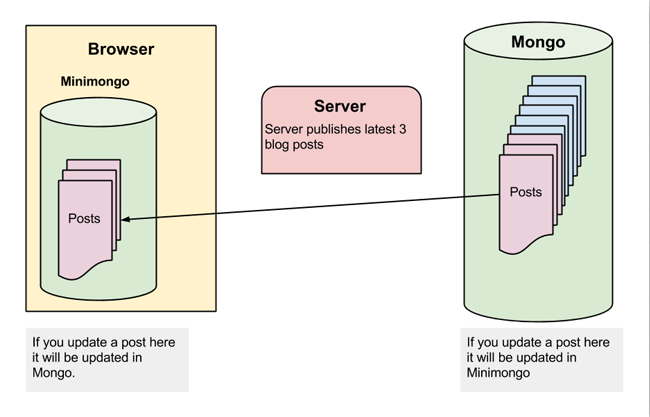 Browser
Minimongo
Posts
If you update a post here
it will be updated in
Mongo.
Server
Server publishes latest 3
blog posts
Mongo
Posts
If you update a post here
it will be updated in
Minimongo